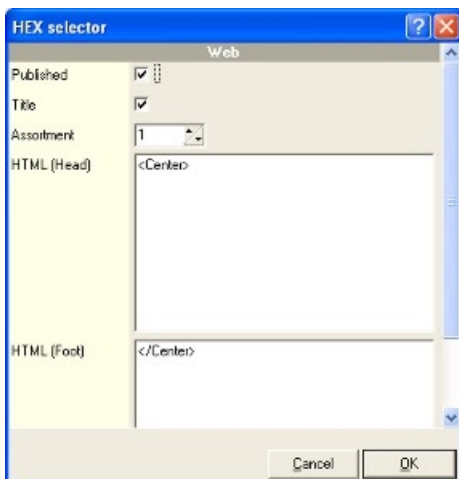 HEX selector
Web
Published
Title
Assortment
1
HTML (Head)
<Center>
HTML (Foot)
</Center>
Cancel
OK